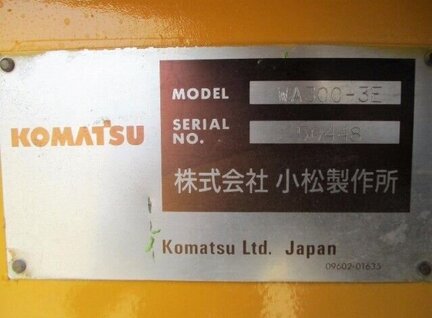 KOMATSU
MODEL WA300-3E
SERIAL
NO.
株式会社 小松製作所
Komatsu Ltd. Japan
09602-01635